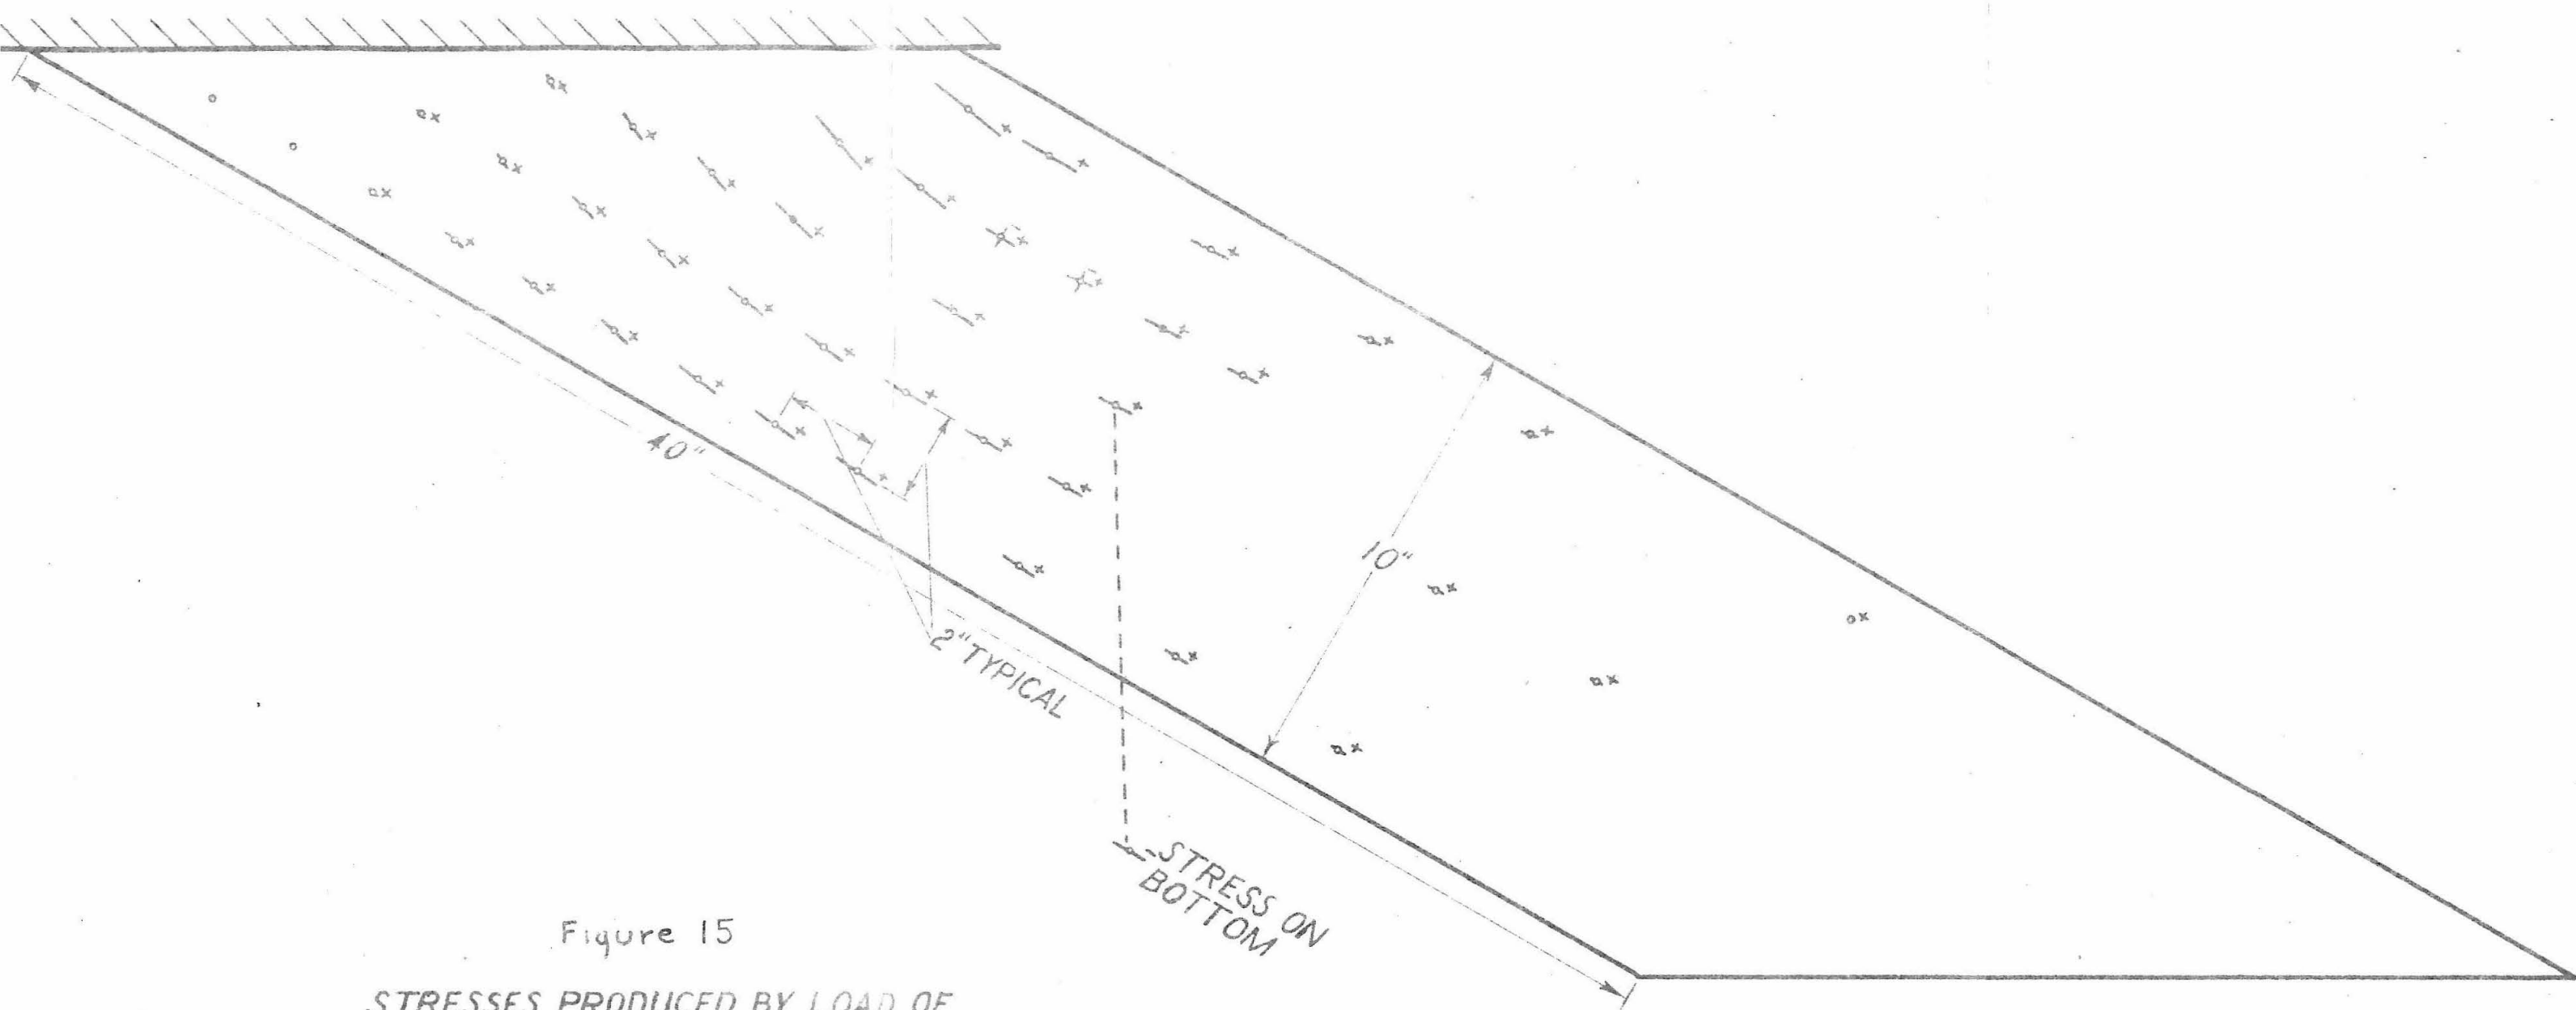 40"
10"
2" TYPICAL
STRESS ON
BOTTOM
Figure 15
STRESSES PRODUCED BY LOAD OF